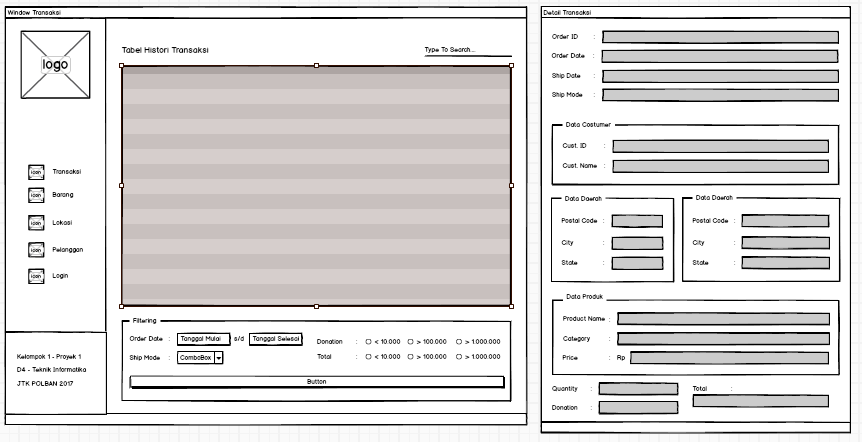 Window Transaksi
logo
Tabel Histori Transaksi
Type To Search...
icon Transaksi
icon Barang
icon Lokasi
icon Pelanggan
icon Login
Kelompok 1 - Proyek 1
D4 - Teknik Informatika
JTK POLBAN 2017
Filtering
Order Date : Tanggal Mulai s/d Tanggal Selesai
Ship Mode : ComboBox
Donation : < 10.000 > 100.000 > 1.000.000
Total : < 10.000 > 100.000 > 1.000.000
Button
Detail Transaksi
Order ID :
Order Date :
Ship Date :
Ship Mode :
Data Costumer
Cust. ID :
Cust. Name :
Data Daerah
Postal Code :
City :
State :
Data Daerah
Postal Code :
City :
State :
Data Produk
Product Name :
Category :
Price : Rp
Quantity :
Donation :
Total :